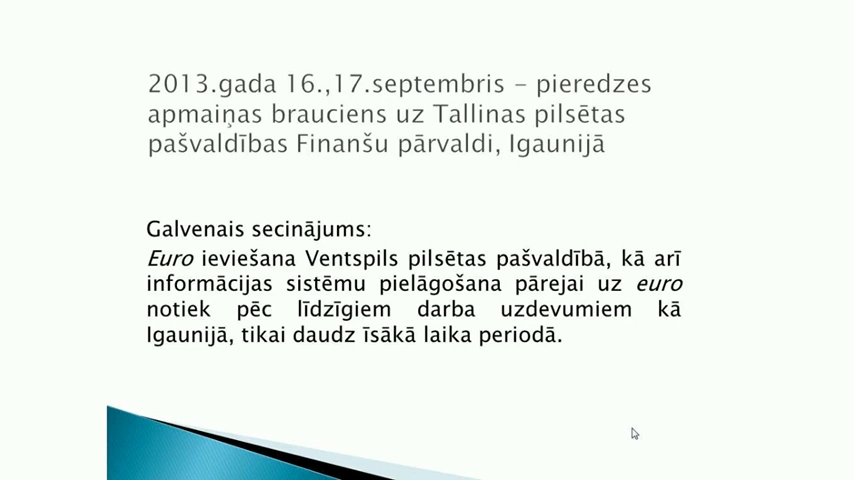 2013.gada 16.,17.septembris – pieredzes
apmaiņas brauciens uz Tallinas pilsētas
pašvaldības Finanšu pārvaldi, Igaunijā
Galvenais secinājums:
Euro ieviešana Ventspils pilsētas pašvaldībā, kā arī
informācijas sistēmu pielāgošana pārejai uz euro
notiek pēc līdzīgiem darba uzdevumiem kā
Igaunijā, tikai daudz īsākā laika periodā.